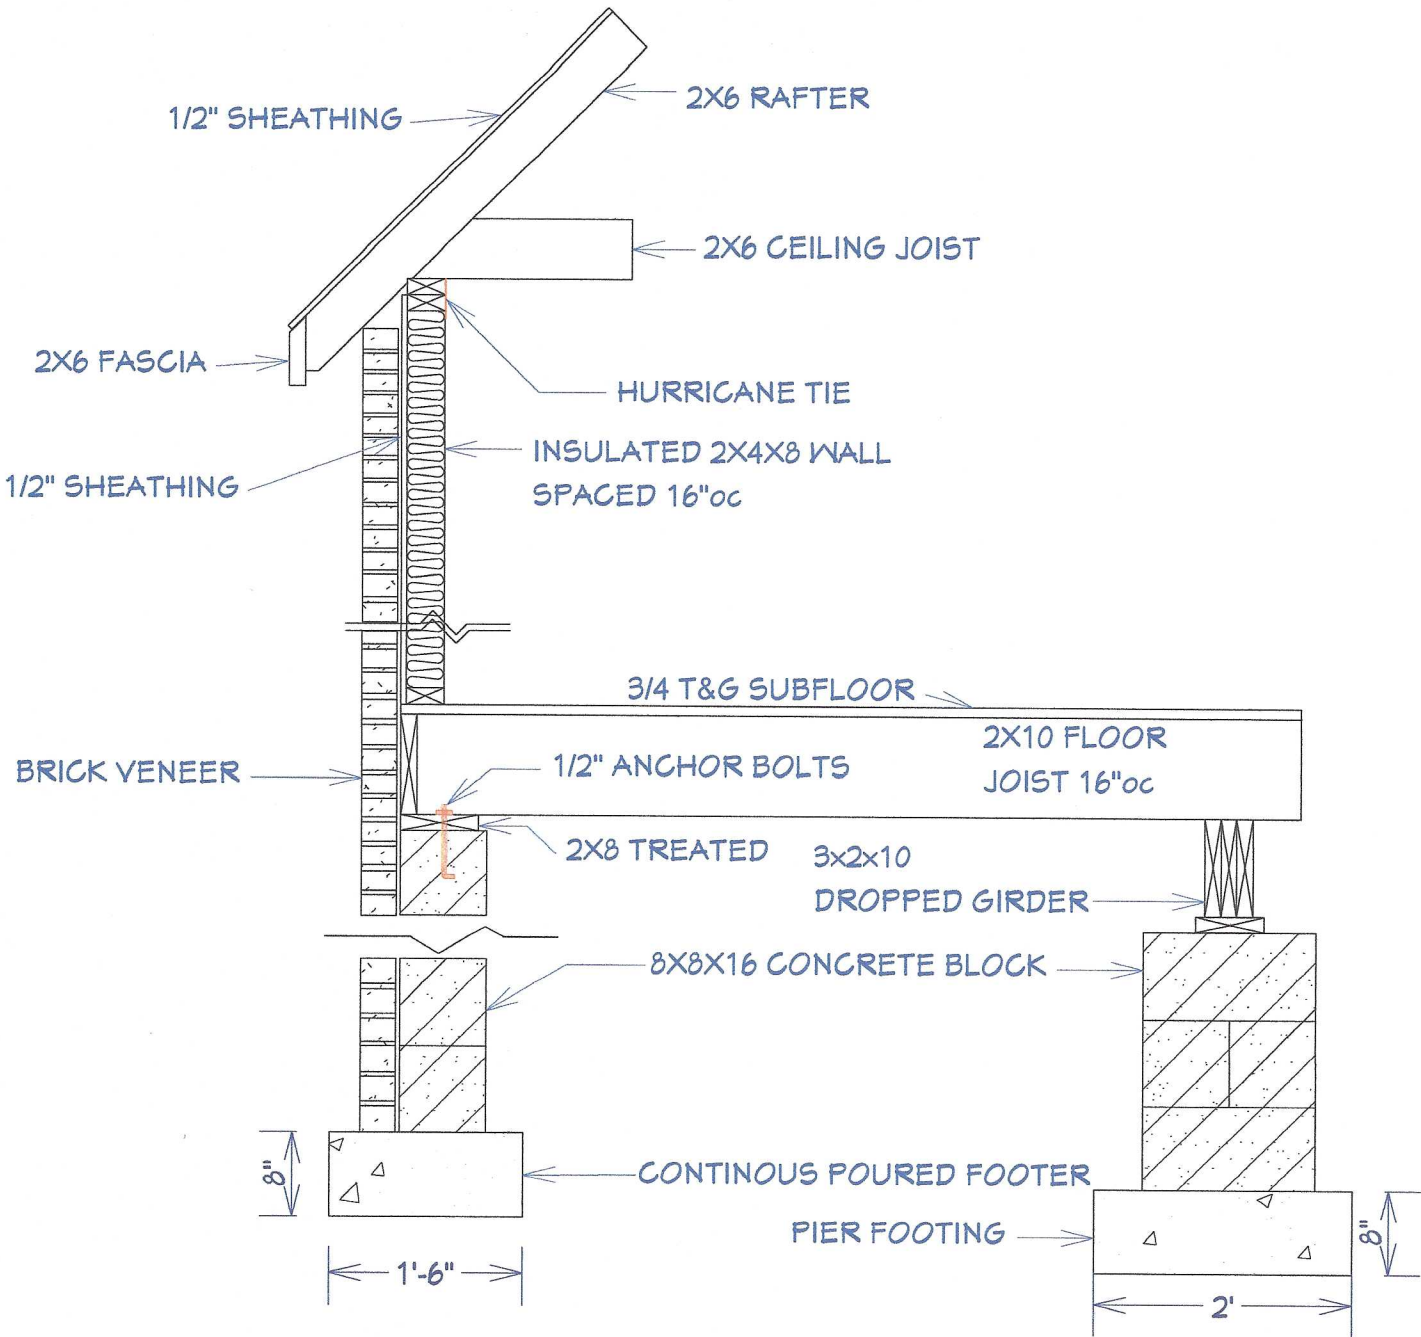 2X6 RAFTER
1/2" SHEATHING
2X6 CEILING JOIST
2X6 FASCIA
HURRICANE TIE
INSULATED 2X4X8 WALL
SPACED 16"oc
1/2" SHEATHING
3/4 T&G SUBFLOOR
2X10 FLOOR
JOIST 16"oc
BRICK VENEER
1/2" ANCHOR BOLTS
2X8 TREATED
3x2x10
DROPPED GIRDER
8X8X16 CONCRETE BLOCK
8"
CONTINOUS POURED FOOTER
PIER FOOTING
8"
1'-6"
2'